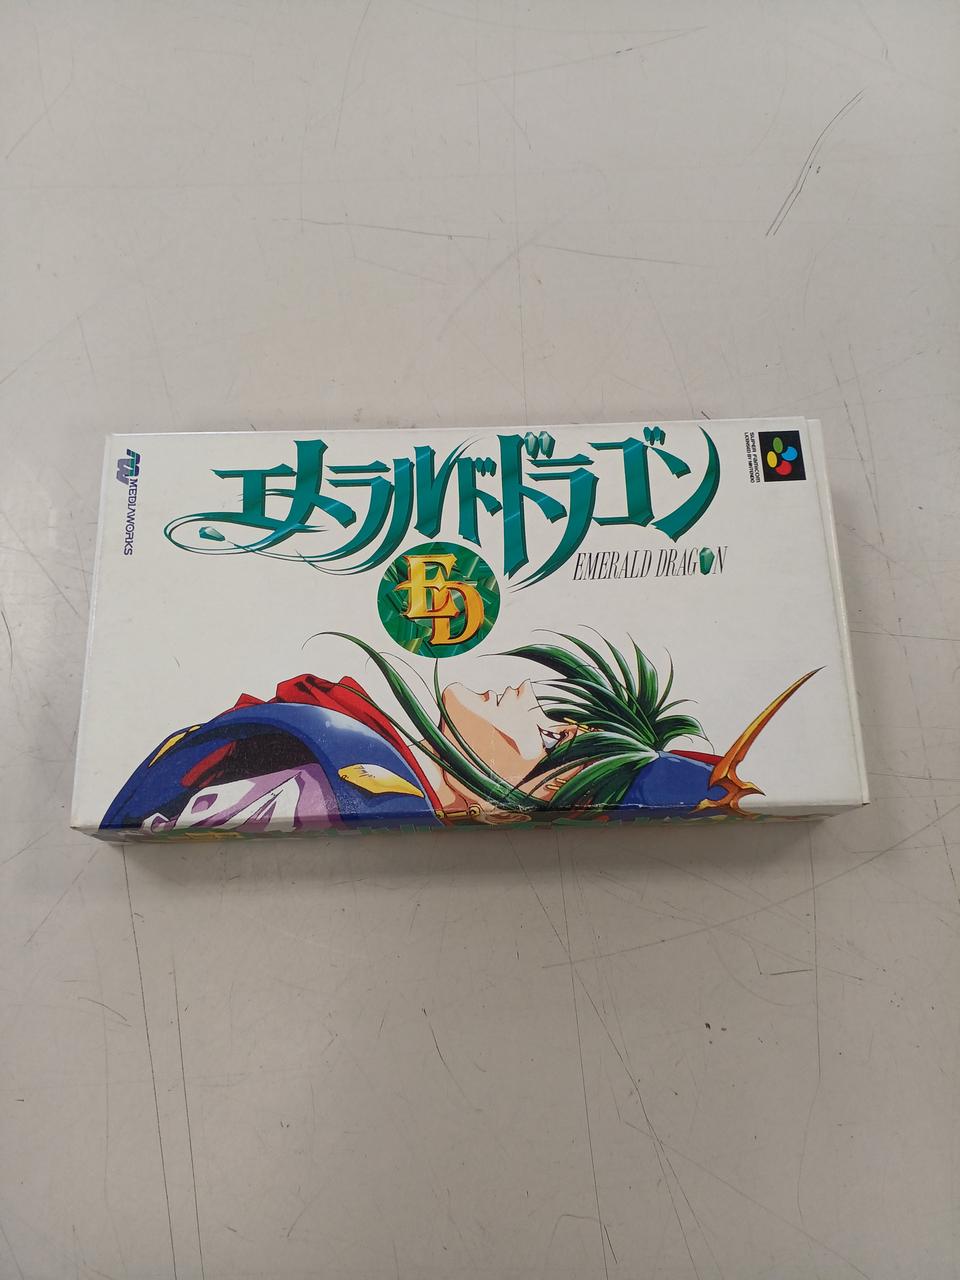 エメラルドドラゴン
EMERALD DRAGON
ED
MEDIAWORKS
SUPER FAMICOM
LICENSED BY NINTENDO